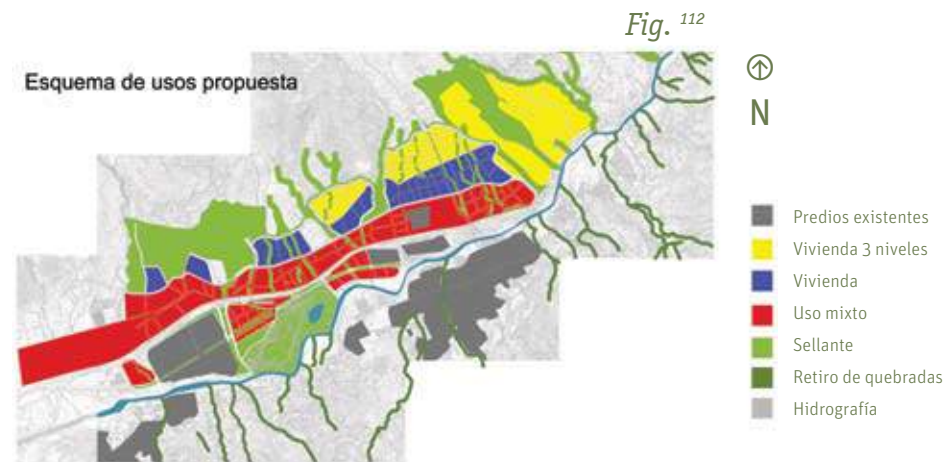 Fig. 112
Esquema de usos propuesta
N
Predios existentes
Vivienda 3 niveles
Vivienda
Uso mixto
Sellante
Retiro de quebradas
Hidrografía